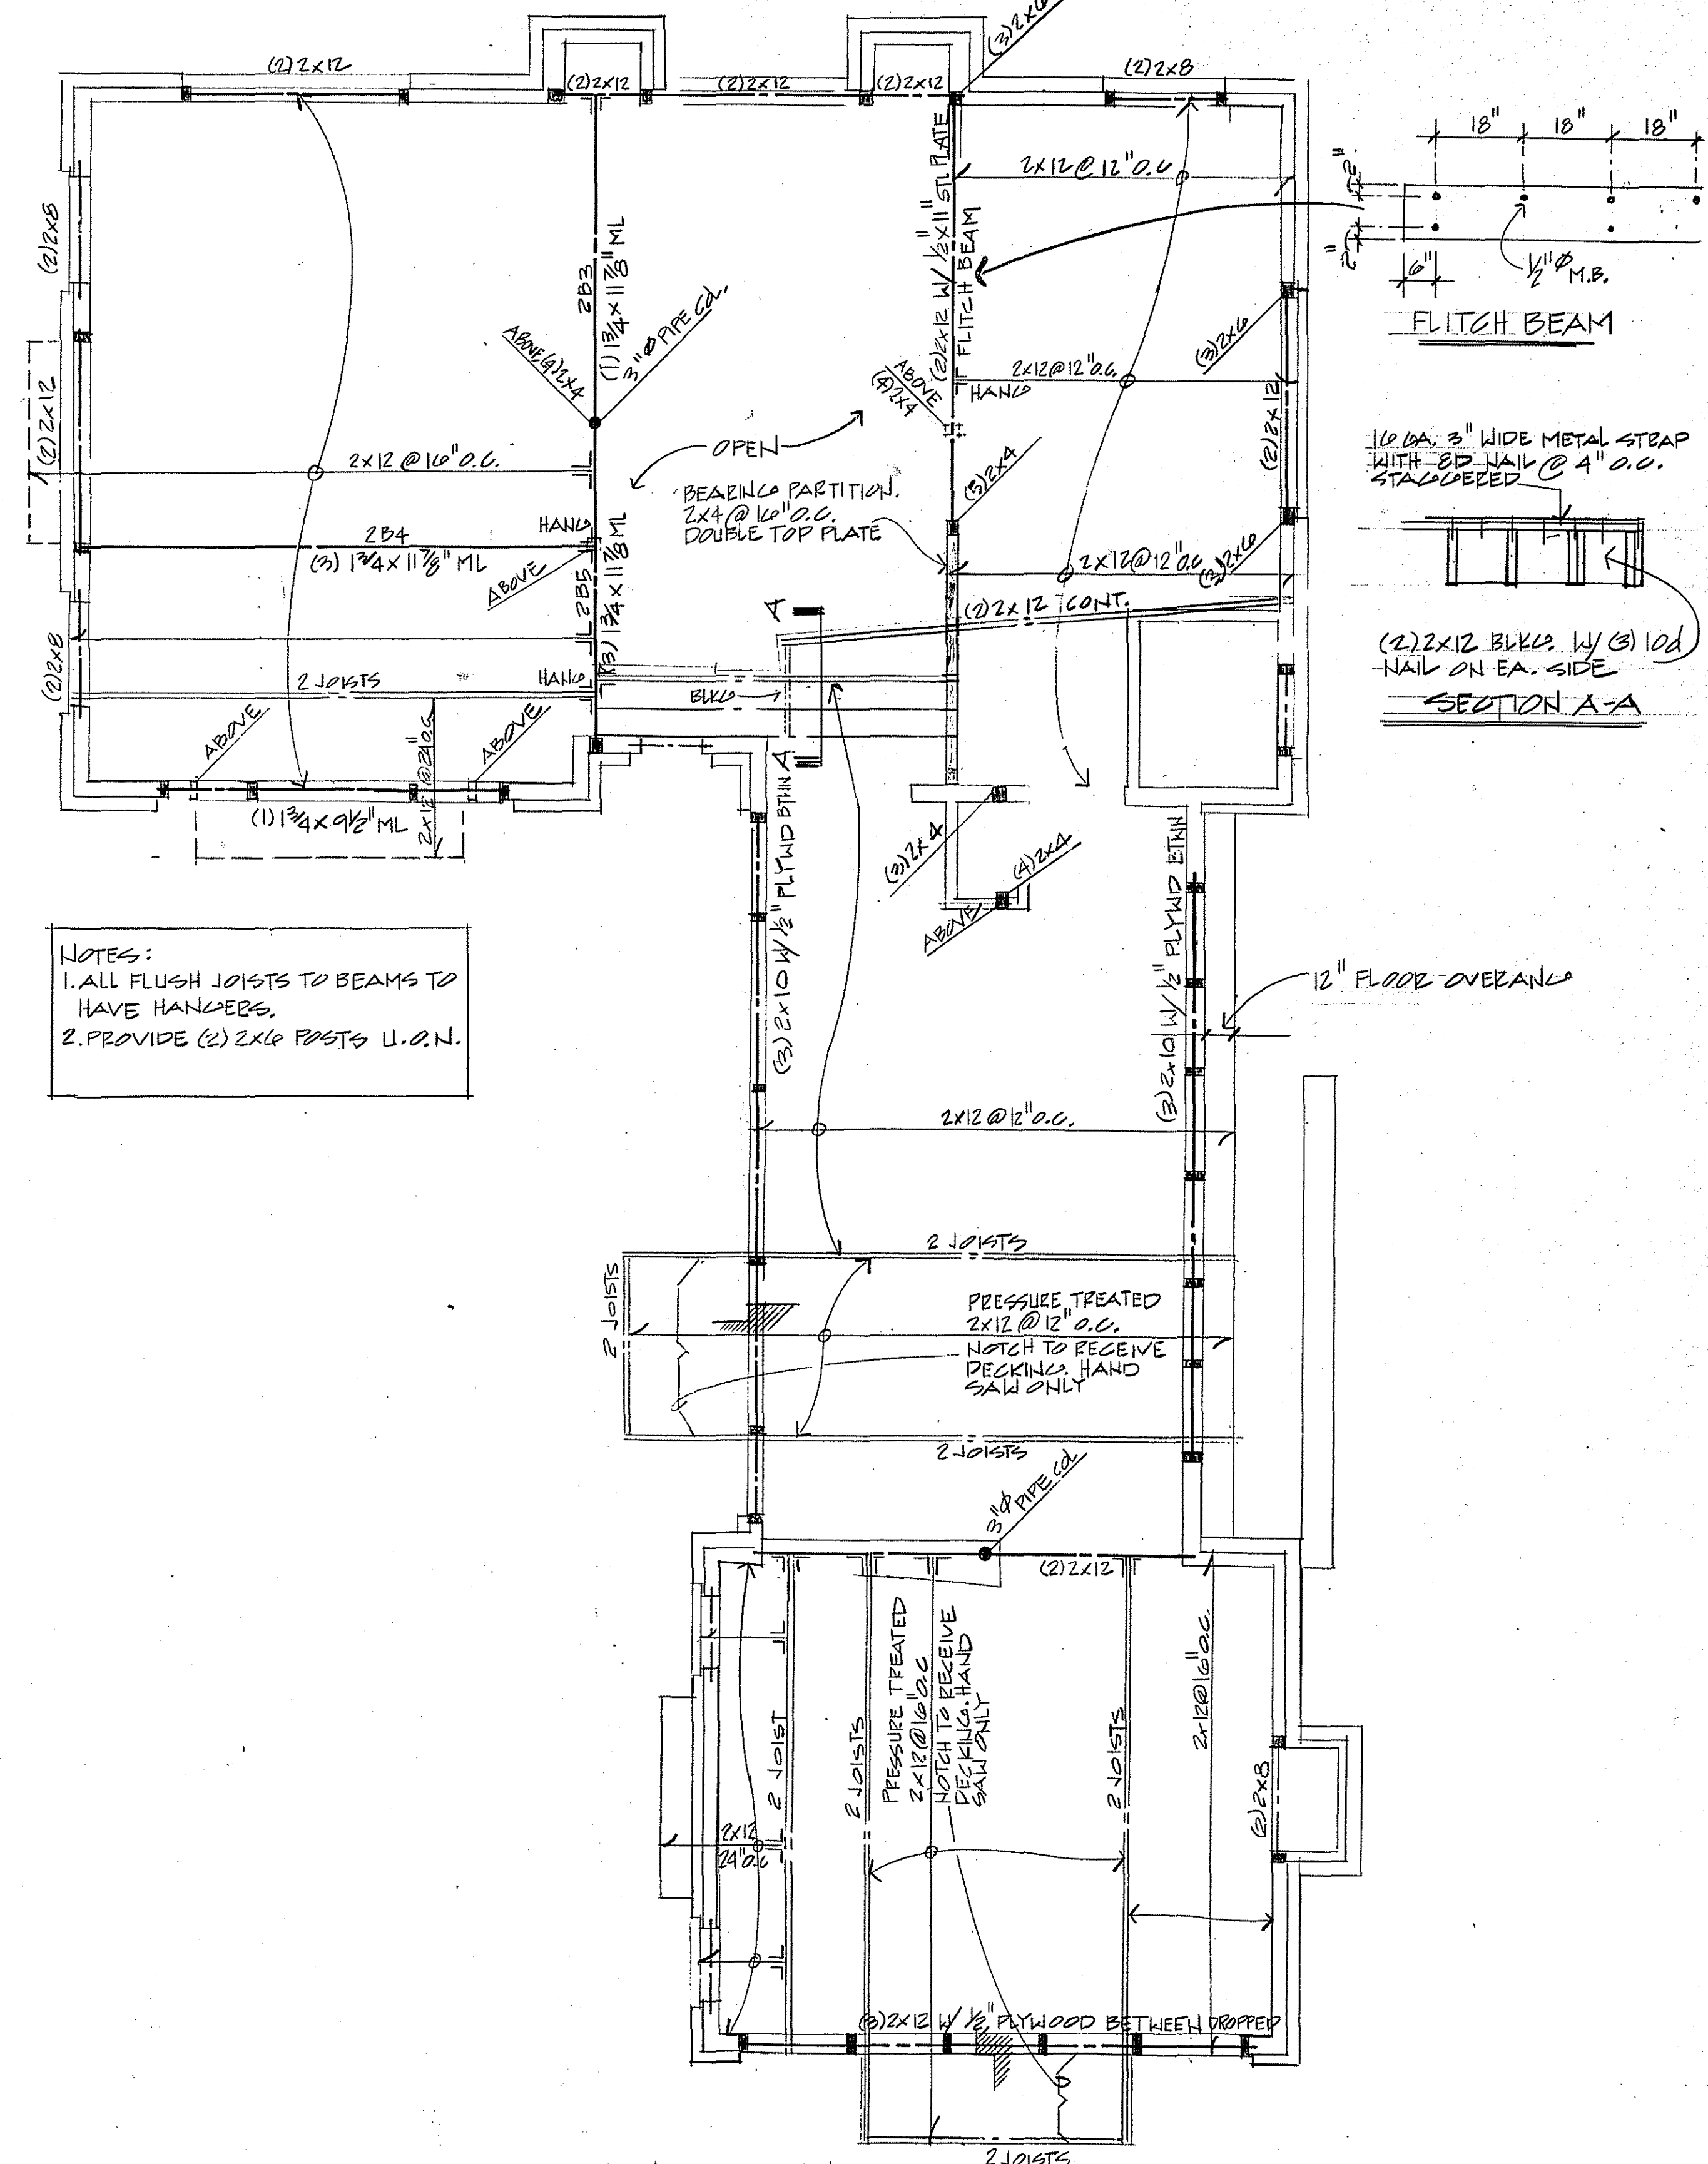 (3)2x6
(2)2x12
(2)2x12
(2)2x12
(2)2x12
(2)2x8
(2)2x8
(2)2x12
(2)2x8
2B3
(1) 1 3/4 x 11 7/8" ML
3" Ø PIPE COL.
ABOVE (9)2x4
2x12 @ 16" O.C.
2B4
(3) 1 3/4 x 11 7/8" ML
HANG
ABOVE
2B5
(3) 1 3/4 x 11 7/8 ML
2 JOISTS
HANG
ABOVE
ABOVE
2x12 @ 24" O.C.
(1) 1 3/4 x 9 1/2" ML
OPEN
BEARING PARTITION.
2x4 @ 16" O.C.
DOUBLE TOP PLATE
(2)2x12 W/ 1/2 x 11" STL PLATE
FLITCH BEAM
ABOVE
(4)2x4
HANG
(5)2x4
2x12 @ 12" O.C
2x12 @ 12" O.C.
2x12 @ 12" O.C
(3)2x6
(2)2x12
(3)2x6
(2)2x12 CONT.
A
A
BLKG
(3)2x4
(4)2x4
ABOVE
18"
18"
18"
2"
2"
6"
1/2" Ø M.B.
FLITCH BEAM
16 GA. 3" WIDE METAL STRAP
WITH 8D NAIL @ 4" O.C.
STAGGERED
(2)2x12 BLKG. W/ (3) 10d
NAIL ON EA. SIDE
SECTION A-A
NOTES:
1. ALL FLUSH JOISTS TO BEAMS TO
HAVE HANGERS.
2. PROVIDE (2) 2x6 POSTS U.O.N.
(3)2x10 W/ 1/2" PLYWD BTWN
(3)2x10 W/ 1/2" PLYWD BTWN
12" FLOOR OVERANG
2x12 @ 12" O.C.
2 JOISTS
2 JOISTS
PRESSURE TREATED
2x12 @ 12" O.C.
NOTCH TO RECEIVE
DECKING. HAND
SAW ONLY
2 JOISTS
3" Ø PIPE COL
(2)2x12
2 JOIST
2 JOISTS
PRESSURE TREATED
2x12 @ 16" O.C
NOTCH TO RECEIVE
DECKING. HAND
SAW ONLY
2 JOISTS
2x12 @ 16" O.C.
(2)2x8
2x12
24" O.C
(3)2x12 W/ 1/2" PLYWOOD BETWEEN DROPPED
2 JOISTS